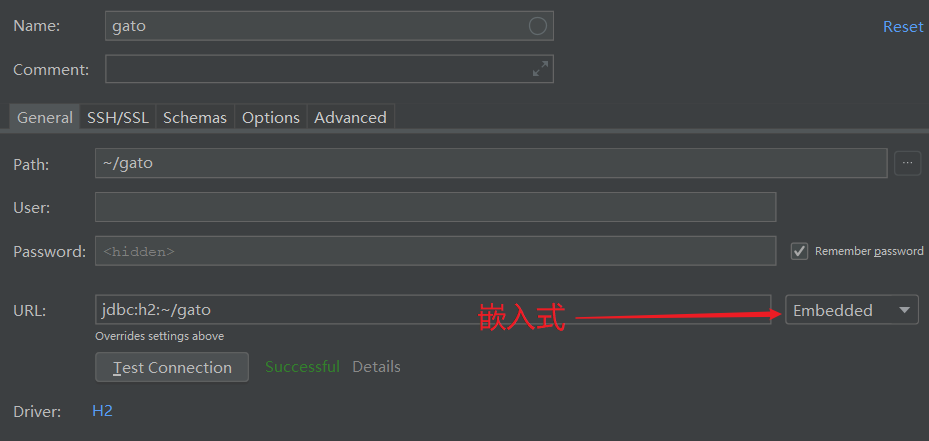 Name: gato Reset
Comment:
General SSH/SSL Schemas Options Advanced
Path: ~/gato ...
User:
Password: <hidden> Remember password
URL: jdbc:h2:~/gato 嵌入式 Embedded
Overrides settings above
Test Connection Successful Details
Driver: H2